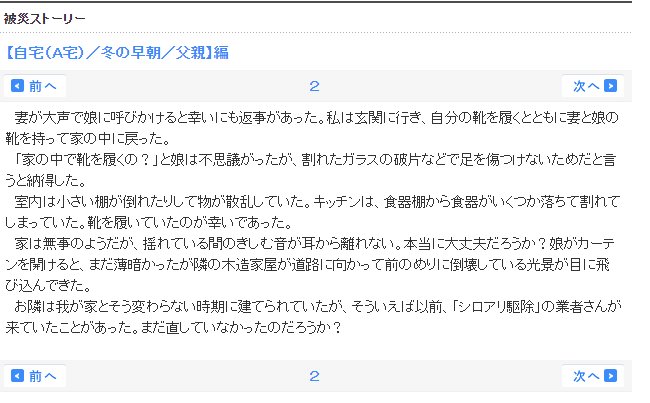 被災ストーリー
【自宅(A宅)／冬の早朝／父親】編
前へ 2 次へ
妻が大声で娘に呼びかけると幸いにも返事があった。私は玄関に行き、自分の靴を履くとともに妻と娘の
靴を持って家の中に戻った。
「家の中で靴を履くの？」と娘は不思議がったが、割れたガラスの破片などで足を傷つけないためだと言
うと納得した。
室内は小さい棚が倒れたりして物が散乱していた。キッチンは、食器棚から食器がいくつか落ちて割れて
しまっていた。靴を履いていたのが幸いであった。
家は無事のようだが、揺れている間のきしむ音が耳から離れない。本当に大丈夫だろうか？娘がカーテ
ンを開けると、まだ薄暗かったが隣の木造家屋が道路に向かって前のめりに倒壊している光景が目に飛
び込んできた。
お隣は我が家とそう変わらない時期に建てられていたが、そういえば以前、「シロアリ駆除」の業者さんが
来ていたことがあった。まだ直していなかったのだろうか？
前へ 2 次へ